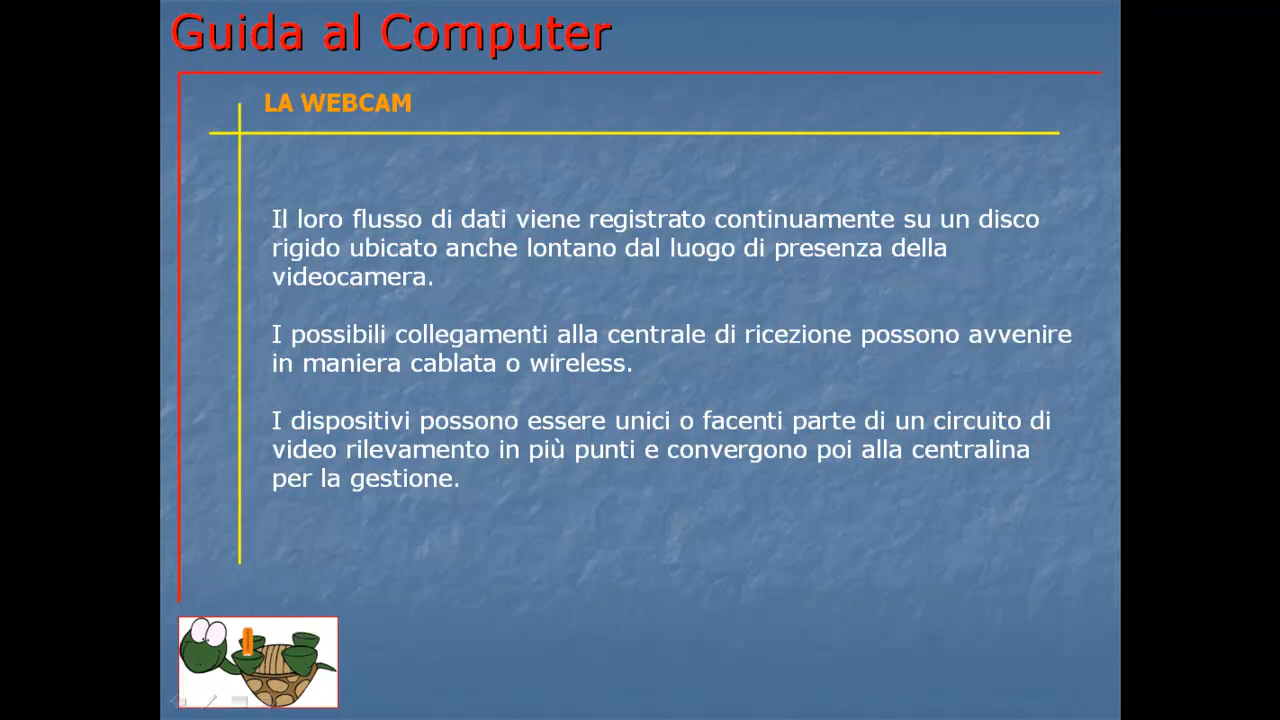 Guida al Computer
LA WEBCAM
Il loro flusso di dati viene registrato continuamente su un disco
rigido ubicato anche lontano dal luogo di presenza della
videocamera.
I possibili collegamenti alla centrale di ricezione possono avvenire
in maniera cablata o wireless.
I dispositivi possono essere unici o facenti parte di un circuito di
video rilevamento in più punti e convergono poi alla centralina
per la gestione.